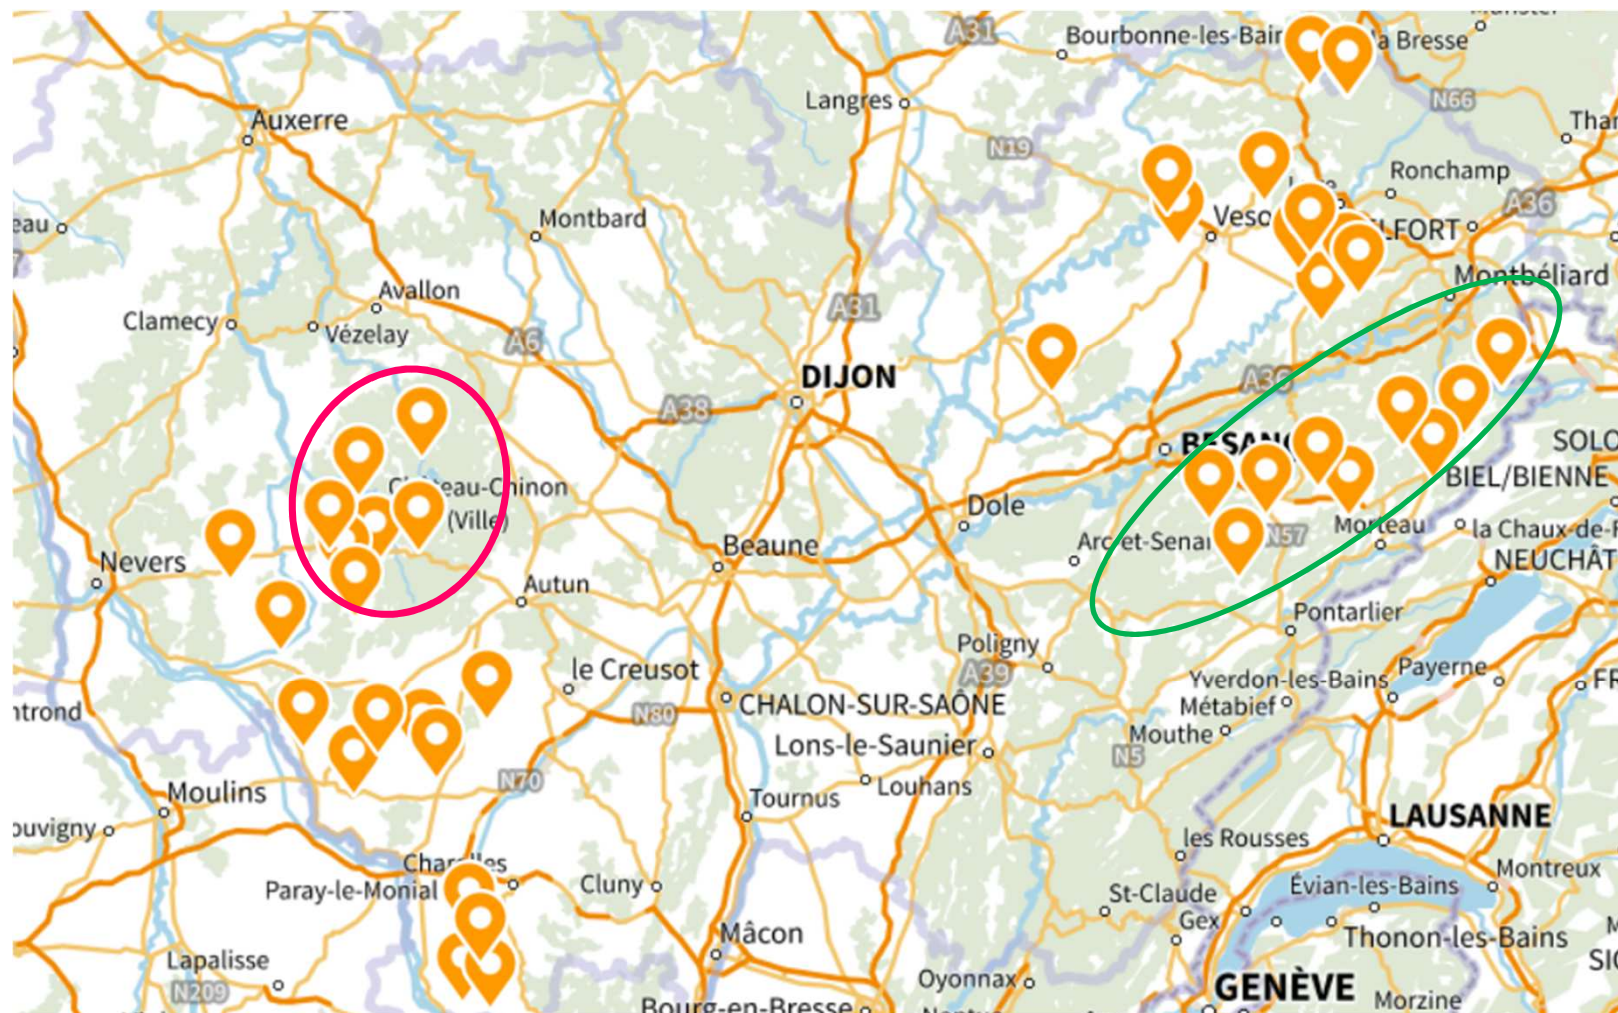 A31
Bourbonne-les-Bair
a Bresse
Langres
N66
Auxerre
Thar
N19
Ronchamp
A36
eau
Montbard
Veso
LFORT
Montbéliard
Avallon
A31
Clamecy
Vézelay
A6
DIJON
A36
A38
BESANÇ
SOLO
BIEL/BIENNE
eau-Chinon
(Ville)
Dole
Morteau
la Chaux-de-F
N57
Arc-et-Senai
Beaune
Nevers
NEUCHÂT
Autun
Pontarlier
Poligny
le Creusot
A39
Yverdon-les-Bains
Payerne
FR
Métabief
CHALON-SUR-SAÔNE
ntrond
N80
Mouthe
Lons-le-Saunier
N5
N70
Louhans
Moulins
Tournus
LAUSANNE
ouvigny
les Rousses
Char lles
Montreux
Paray-le-Monial
Cluny
St-Claude
Évian-les-Bains
Gex
Mâcon
Thonon-les-Bains
Lapalisse
SIO
N209
Oyonnax
GENÈVE
Bourg-en-Bresse
Morzine